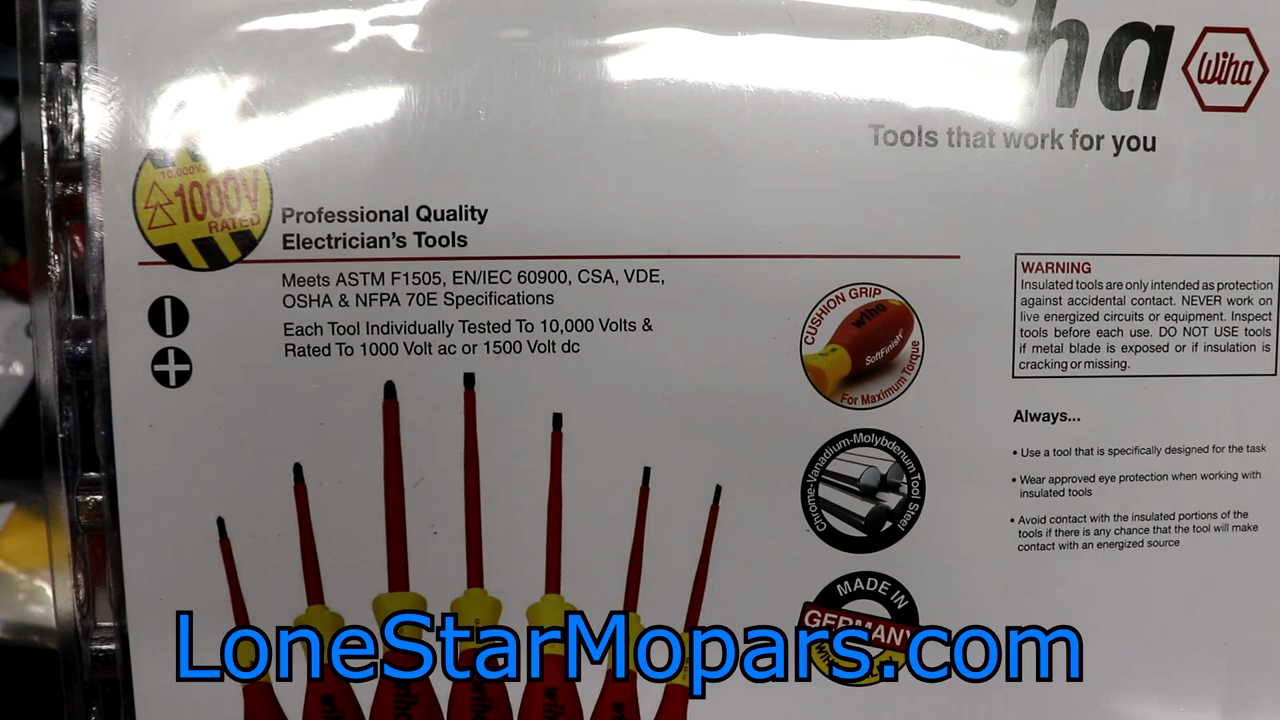 iha
Wiha
Tools that work for you
10,000V
1000V
RATED
Professional Quality
Electrician's Tools
Meets ASTM F1505, EN/IEC 60900, CSA, VDE,
OSHA & NFPA 70E Specifications
Each Tool Individually Tested To 10,000 Volts &
Rated To 1000 Volt ac or 1500 Volt dc
CUSHION GRIP
wiha
SoftFinish®
For Maximum Torque
Chrome-Vanadium-Molybdenum Tool Steel
MADE IN
GERMANY
WARNING
Insulated tools are only intended as protection
against accidental contact. NEVER work on
live energized circuits or equipment. Inspect
tools before each use. DO NOT USE tools
if metal blade is exposed or if insulation is
cracking or missing.
Always...
• Use a tool that is specifically designed for the task
• Wear approved eye protection when working with
insulated tools
• Avoid contact with the insulated portions of the
tools if there is any chance that the tool will make
contact with an energized source
LoneStarMopars.com
wiha
wiha
wiha
wiha